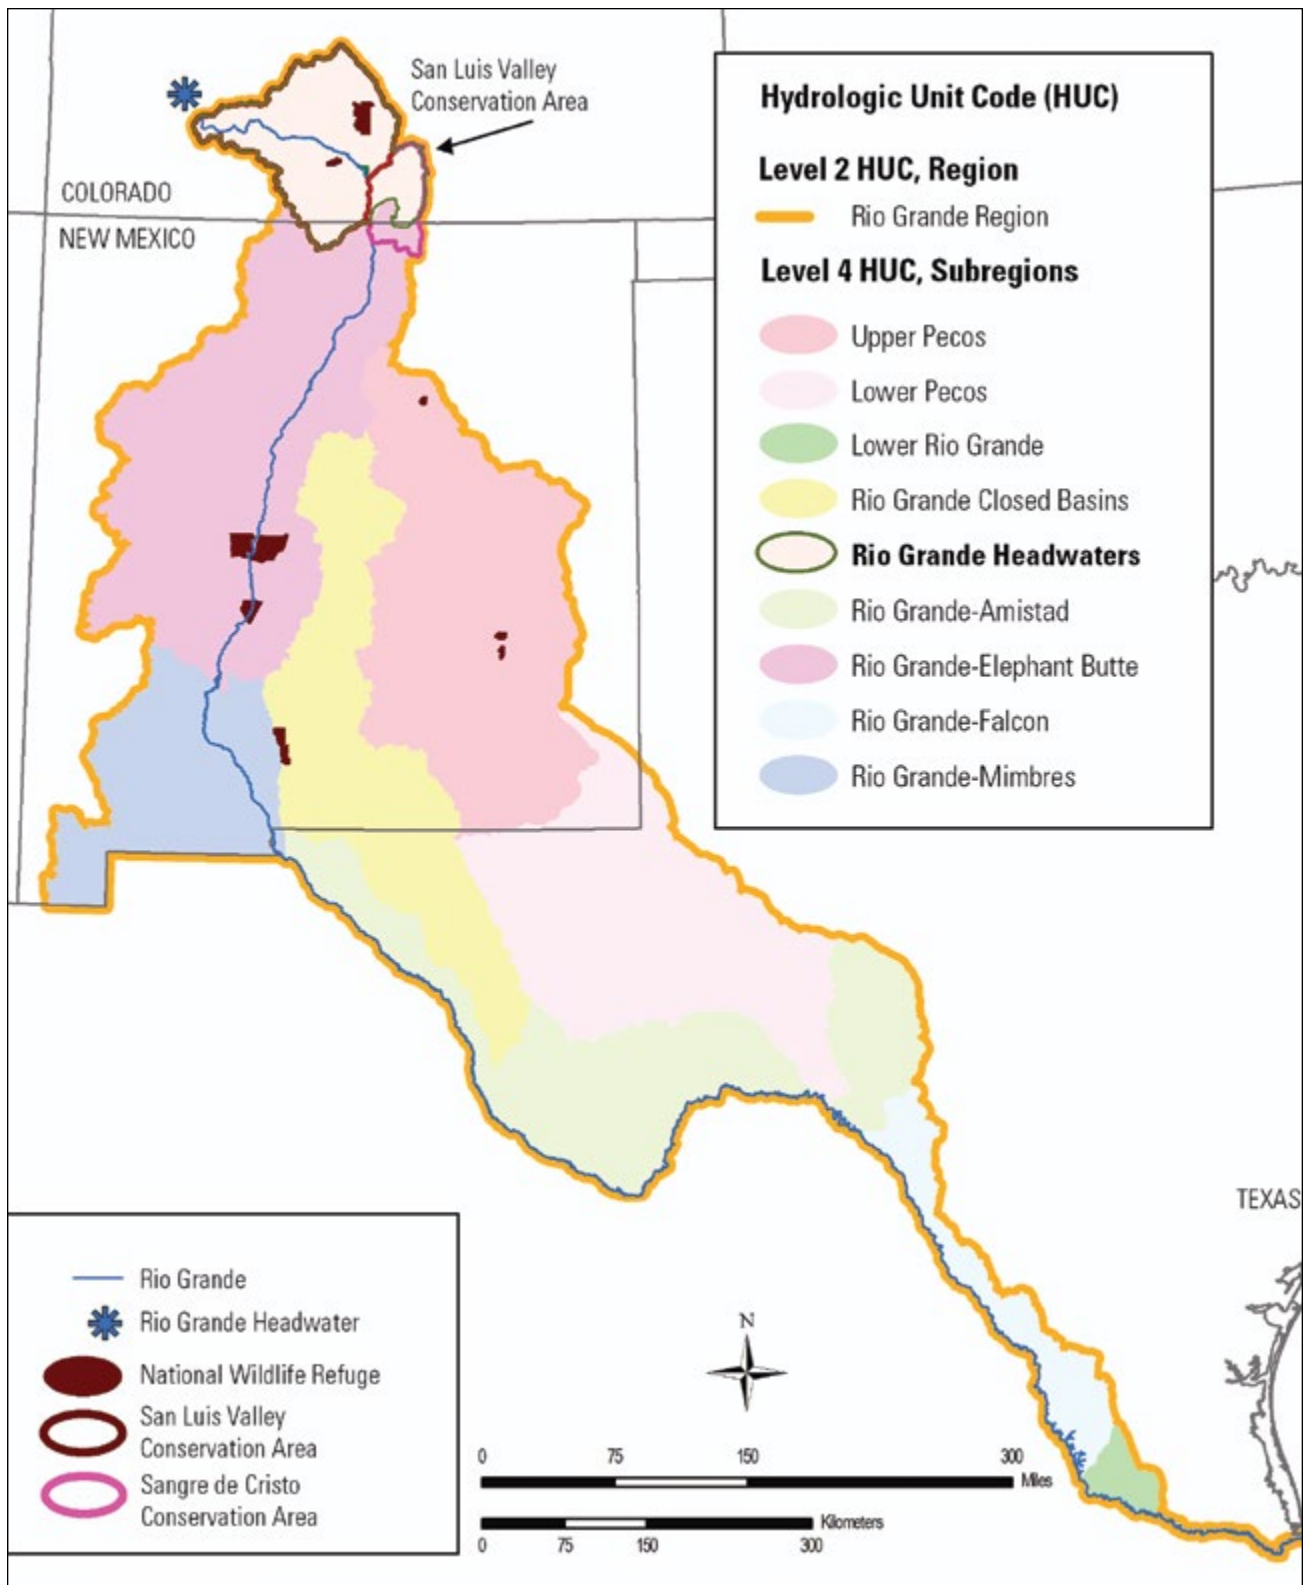 San Luis Valley
Conservation Area
COLORADO
NEW MEXICO
Hydrologic Unit Code (HUC)
Level 2 HUC, Region
Rio Grande Region
Level 4 HUC, Subregions
Upper Pecos
Lower Pecos
Lower Rio Grande
Rio Grande Closed Basins
Rio Grande Headwaters
Rio Grande-Amistad
Rio Grande-Elephant Butte
Rio Grande-Falcon
Rio Grande-Mimbres
TEXAS
Rio Grande
Rio Grande Headwater
National Wildlife Refuge
San Luis Valley
Conservation Area
Sangre de Cristo
Conservation Area
N
0 75 150 300
Miles
Kilometers
0 75 150 300